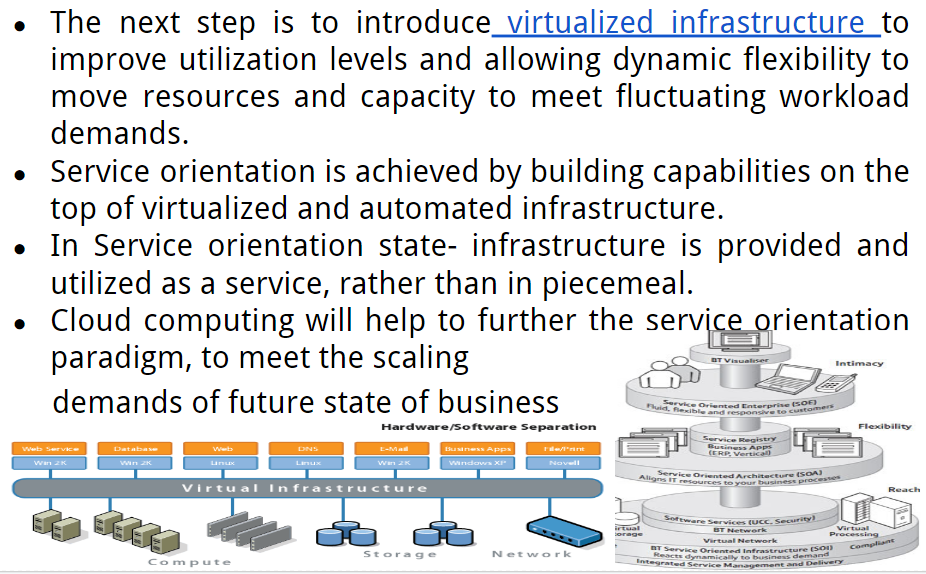 The next step is to introduce virtualized infrastructure to
improve utilization levels and allowing dynamic flexibility to
move resources and capacity to meet fluctuating workload
demands.
Service orientation is achieved by building capabilities on the
top of virtualized and automated infrastructure.
In Service orientation state- infrastructure is provided and
utilized as a service, rather than in piecemeal.
Cloud computing will help to further the service orientation
paradigm, to meet the scaling
demands of future state of business
Hardware/Software Separation
Web Service Database Web DNS E-Mail Business Apps File/Print
Win 2K Win 2K Linux Linux Win 2K Windows XP Novell
Virtual Infrastructure
Storage Network
Compute
BT Visualiser
Intimacy
Service Oriented Enterprise (SOE)
Fluid, flexible and responsive to customers
Flexibility
Service Registry
Business Apps
(ERP, Vertical)
Service Oriented Architecture (SOA)
Aligns IT resources to your business processes
Reach
Software Services (UCC, Security)
BT Network
Virtual
Processing
Virtual Network
Compliant
BT Service Oriented Infrastructure (SOI)
Reacts dynamically to business demand
Integrated Service Management and Delivery